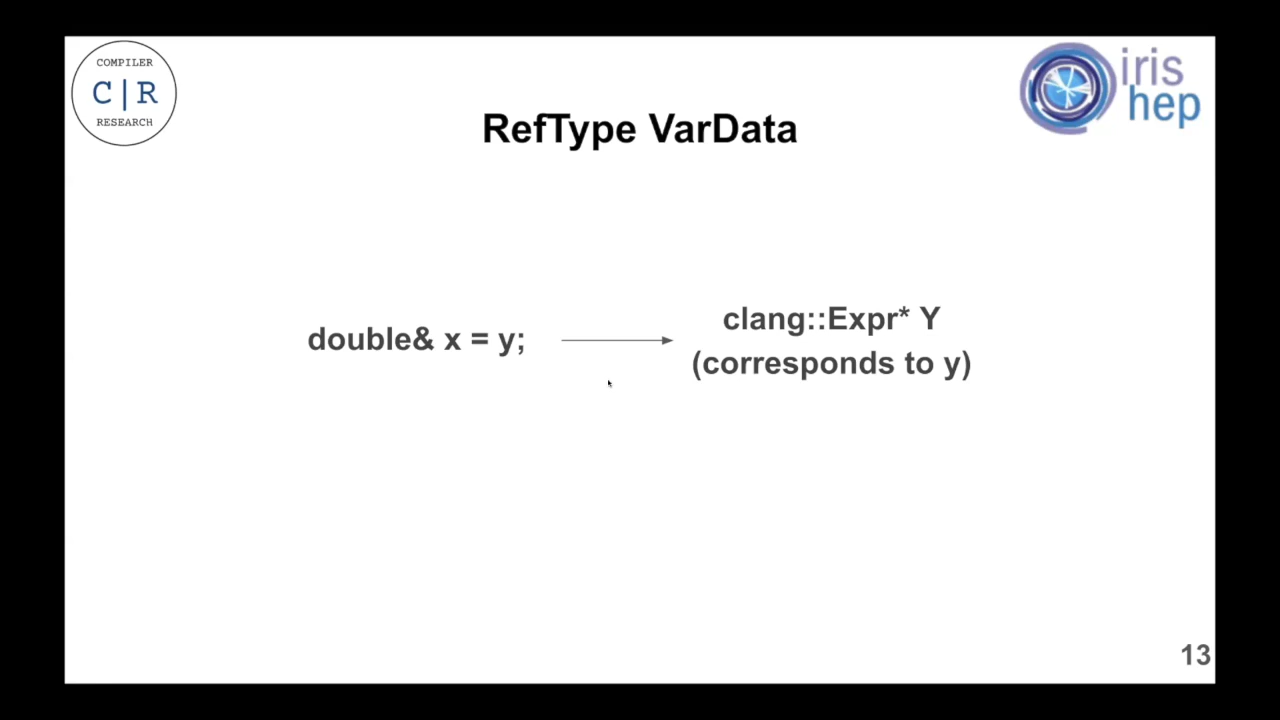 COMPILER
C|R
RESEARCH
iris
hep
RefType VarData
double& x = y;
clang::Expr* Y
(corresponds to y)
13